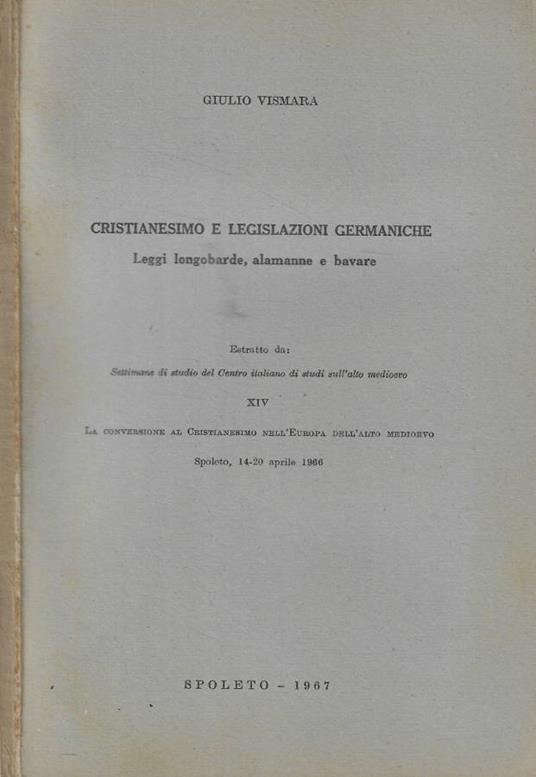 GIULIO VISMARA
CRISTIANESIMO E LEGISLAZIONI GERMANICHE
Leggi longobarde, alamanne e bavare
Estratto da:
Settimane di studio del Centro italiano di studi sull'alto medioevo
XIV
LA CONVERSIONE AL CRISTIANESIMO NELL'EUROPA DELL'ALTO MEDIOEVO
Spoleto, 14-20 aprile 1966
SPOLETO - 1967